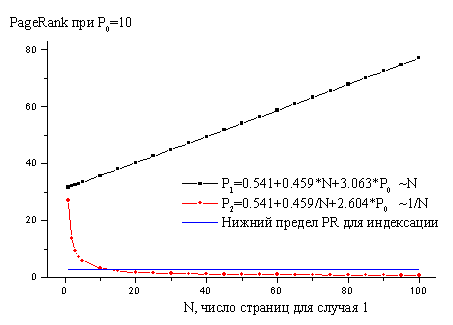 PageRank при P₀=10
80
60
40
20
0
P₁=0.541+0.459*N+3.063*P₀ ~N
P₂=0.541+0.459/N+2.604*P₀ ~1/N
Нижний предел PR для индексации
0 20 40 60 80 100
N, число страниц для случая 1